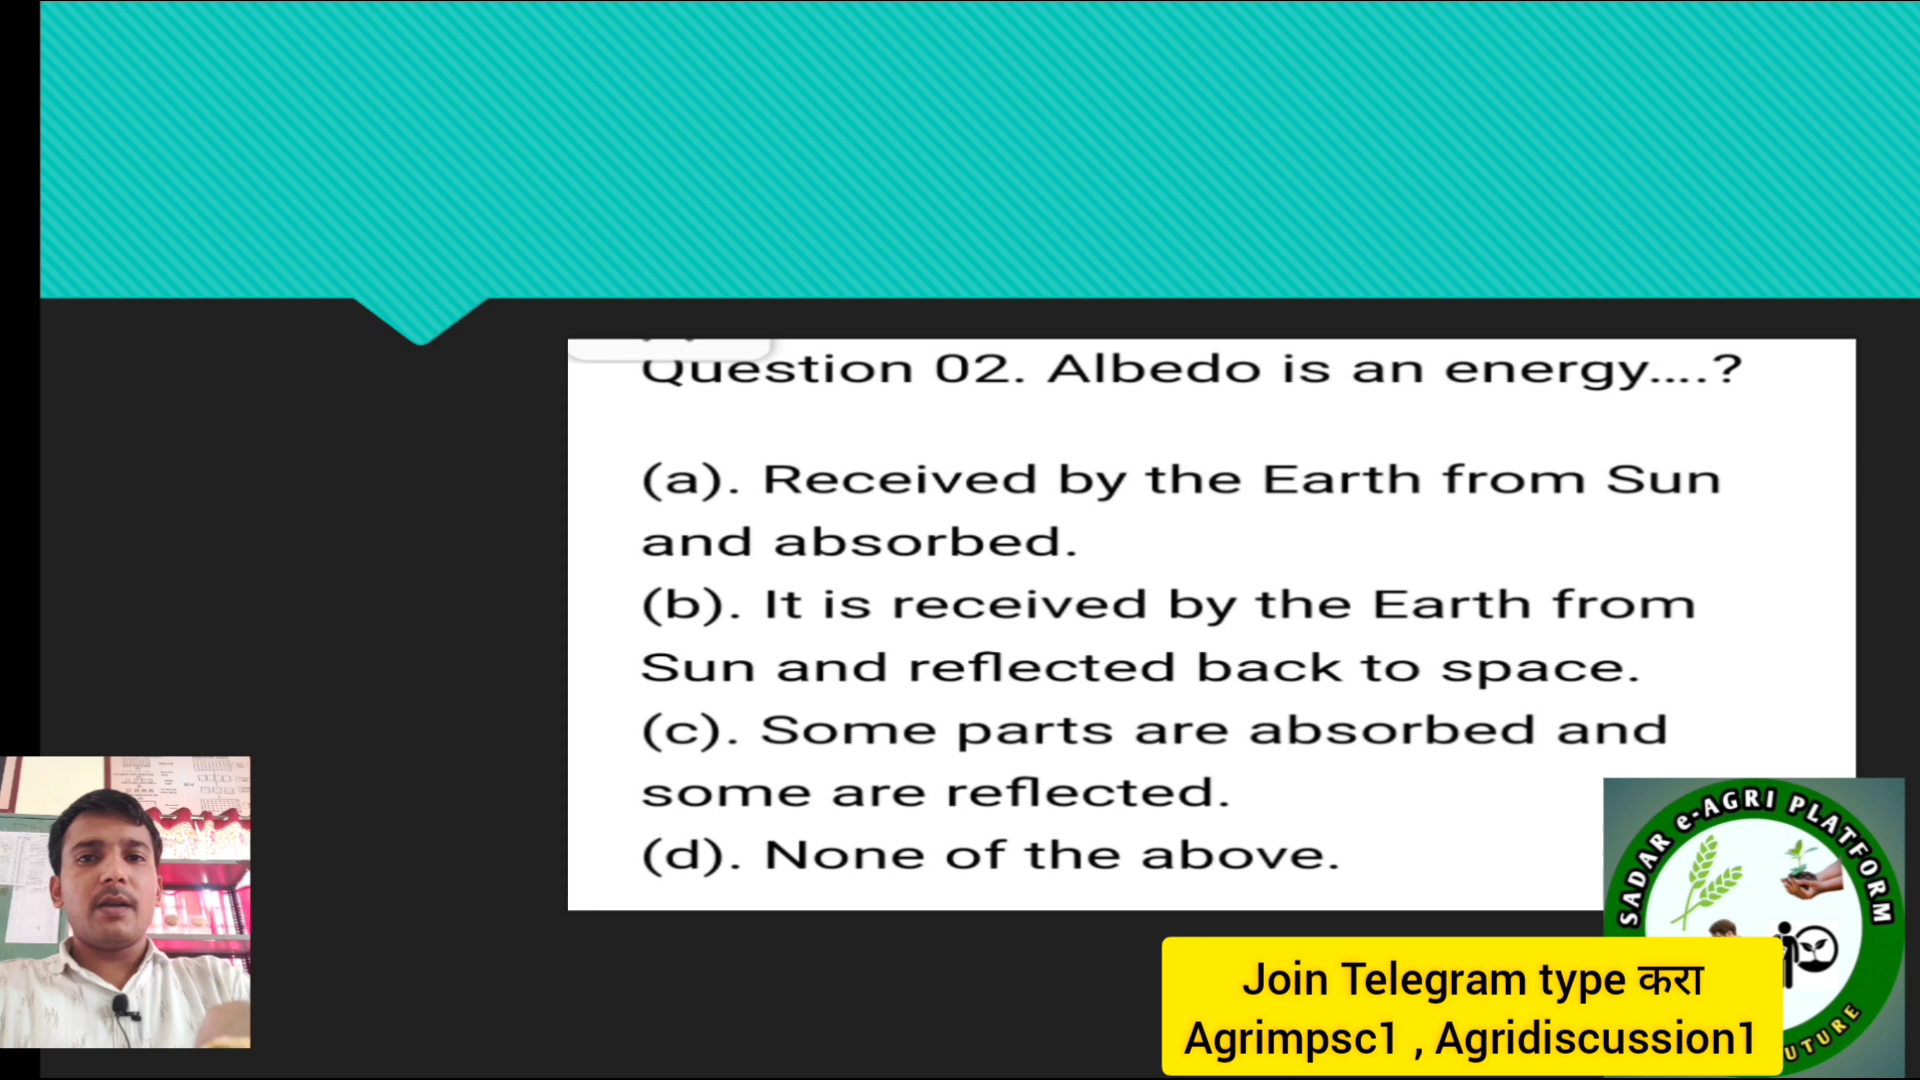 Question 02. Albedo is an energy....?
(a). Received by the Earth from Sun
and absorbed.
(b). It is received by the Earth from
Sun and reflected back to space.
(c). Some parts are absorbed and
some are reflected.
(d). None of the above.
SADAR e-AGRI PLATFORM
Join Telegram type करा
Agrimpsc1 , Agridiscussion1